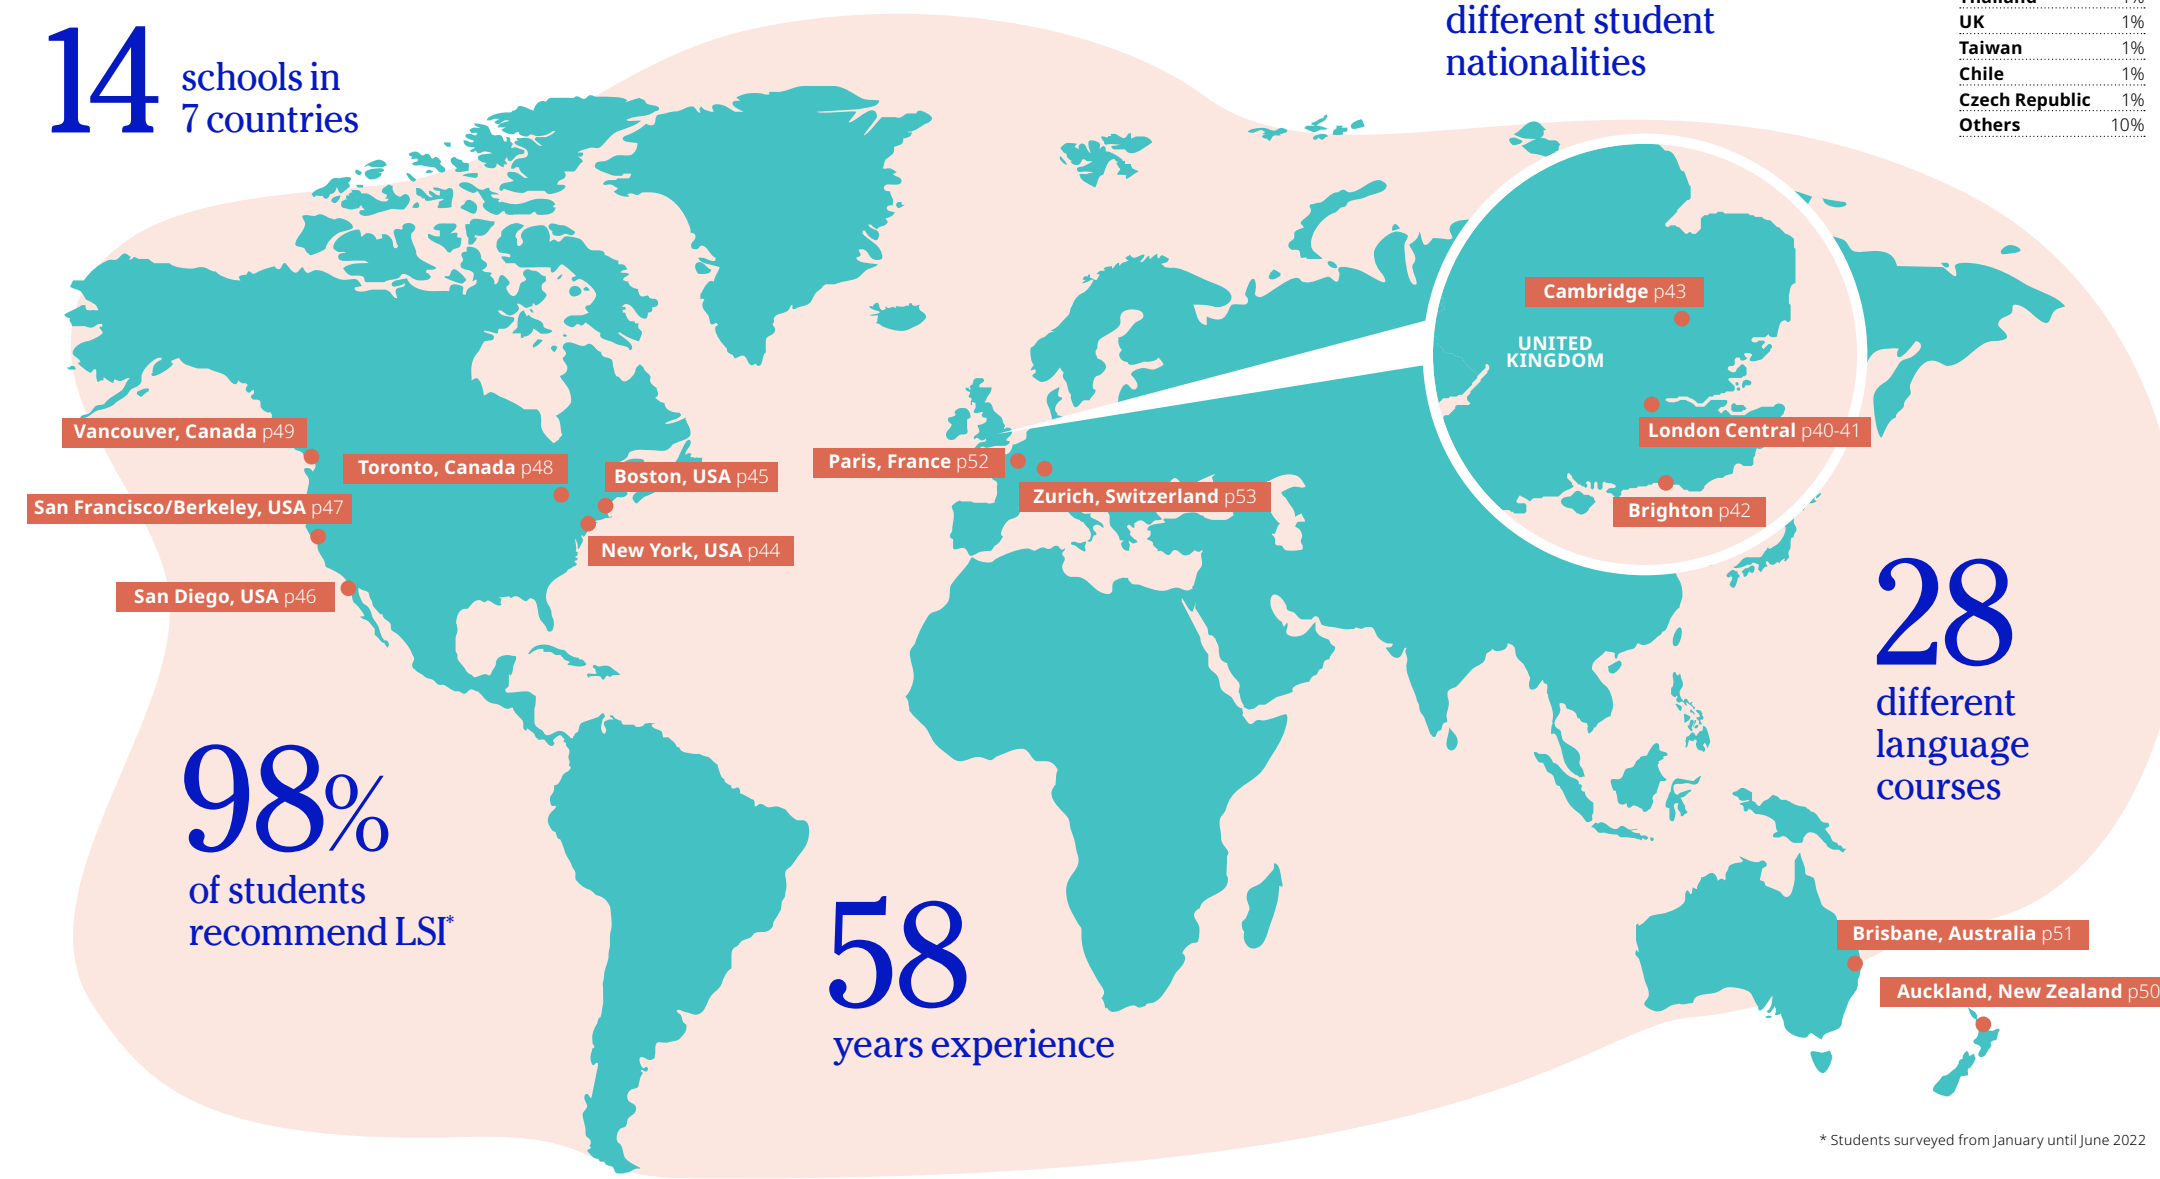 14
schools in
7 countries
different student
nationalities
Thailand 1%
UK 1%
Taiwan 1%
Chile 1%
Czech Republic 1%
Others 10%
Cambridge p43
UNITED
KINGDOM
London Central p40-41
Brighton p42
Vancouver, Canada p49
Toronto, Canada p48
Boston, USA p45
San Francisco/Berkeley, USA p47
New York, USA p44
San Diego, USA p46
Paris, France p52
Zurich, Switzerland p53
28
different
language
courses
98%
of students
recommend LSI*
58
years experience
Brisbane, Australia p51
Auckland, New Zealand p50
* Students surveyed from January until June 2022